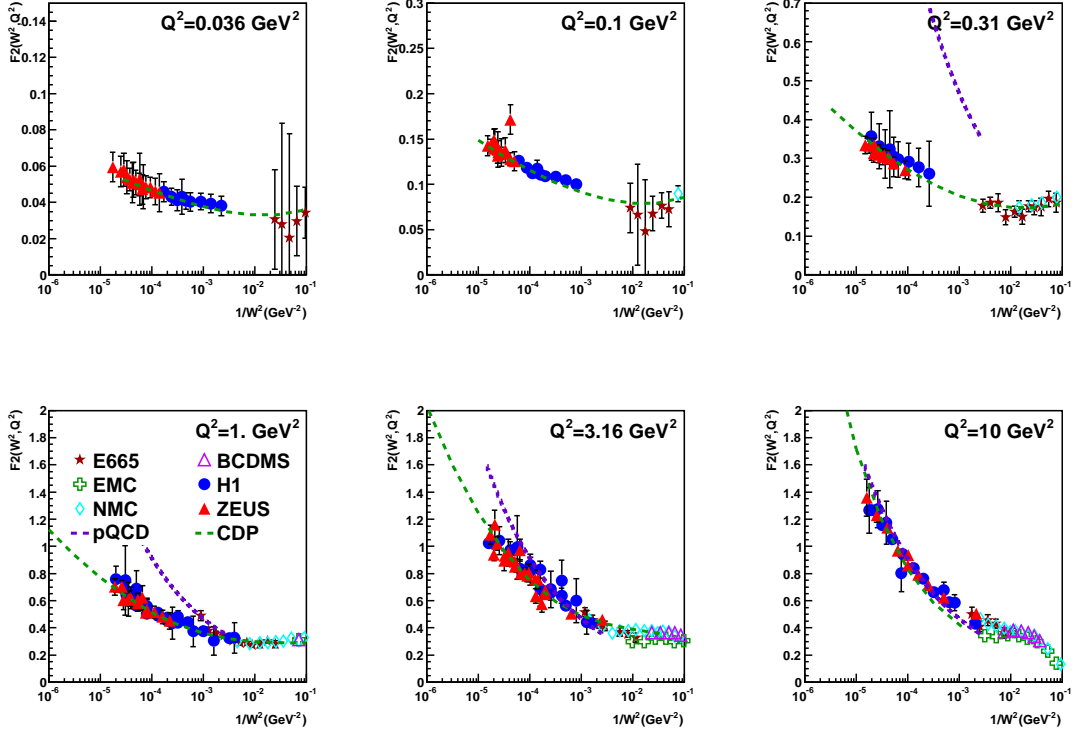 F2(W²,Q²)
Q²=0.036 GeV²
0.14
0.12
0.1
0.08
0.06
0.04
0.02
0
10⁻⁶ 10⁻⁵ 10⁻⁴ 10⁻³ 10⁻² 10⁻¹
1/W²(GeV⁻²)
F2(W²,Q²)
Q²=0.1 GeV²
0.3
0.25
0.2
0.15
0.1
0.05
0
10⁻⁶ 10⁻⁵ 10⁻⁴ 10⁻³ 10⁻² 10⁻¹
1/W²(GeV⁻²)
F2(W²,Q²)
Q²=0.31 GeV²
0.7
0.6
0.5
0.4
0.3
0.2
0.1
0
10⁻⁶ 10⁻⁵ 10⁻⁴ 10⁻³ 10⁻² 10⁻¹
1/W²(GeV⁻²)
F2(W²,Q²)
Q²=1. GeV²
2
1.8
1.6
1.4
1.2
1
0.8
0.6
0.4
0.2
0
E665 BCDMS
EMC H1
NMC ZEUS
pQCD CDP
10⁻⁶ 10⁻⁵ 10⁻⁴ 10⁻³ 10⁻² 10⁻¹
1/W²(GeV⁻²)
F2(W²,Q²)
Q²=3.16 GeV²
2
1.8
1.6
1.4
1.2
1
0.8
0.6
0.4
0.2
0
10⁻⁶ 10⁻⁵ 10⁻⁴ 10⁻³ 10⁻² 10⁻¹
1/W²(GeV⁻²)
F2(W²,Q²)
Q²=10 GeV²
2
1.8
1.6
1.4
1.2
1
0.8
0.6
0.4
0.2
0
10⁻⁶ 10⁻⁵ 10⁻⁴ 10⁻³ 10⁻² 10⁻¹
1/W²(GeV⁻²)